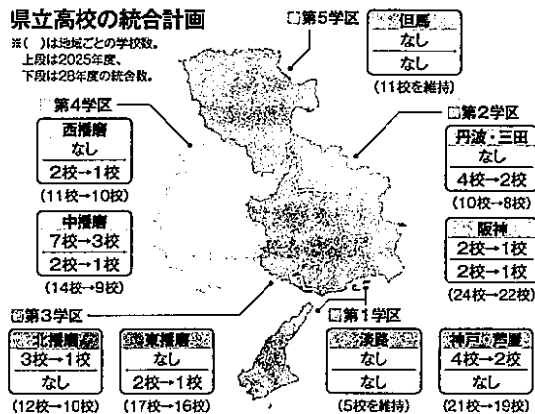 県立高校の統合計画
※( )は地域ごとの学校数。
上段は2025年度、
下段は28年度の統合数。
第5学区
但馬
なし
なし
(11校を維持)
第4学区
西播磨
なし
2校→1校
(11校→10校)
中播磨
7校→3校
2校→1校
(14校→9校)
第2学区
丹波・三田
なし
4校→2校
(10校→8校)
阪神
2校→1校
2校→1校
(24校→22校)
第3学区
北播磨
3校→1校
なし
(12校→10校)
東播磨
なし
2校→1校
(17校→16校)
第1学区
淡路
なし
なし
(5校を維持)
神戸・芦屋
4校→2校
なし
(21校→19校)